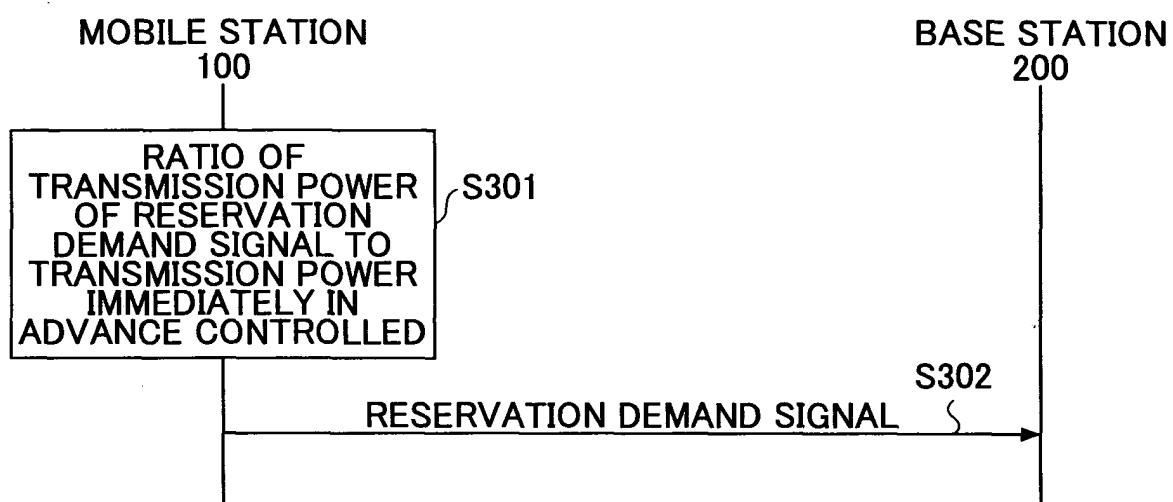 MOBILE STATION
100
BASE STATION
200
RATIO OF
TRANSMISSION POWER
OF RESERVATION
DEMAND SIGNAL TO
TRANSMISSION POWER
IMMEDIATELY IN
ADVANCE CONTROLLED
S301
S302
RESERVATION DEMAND SIGNAL